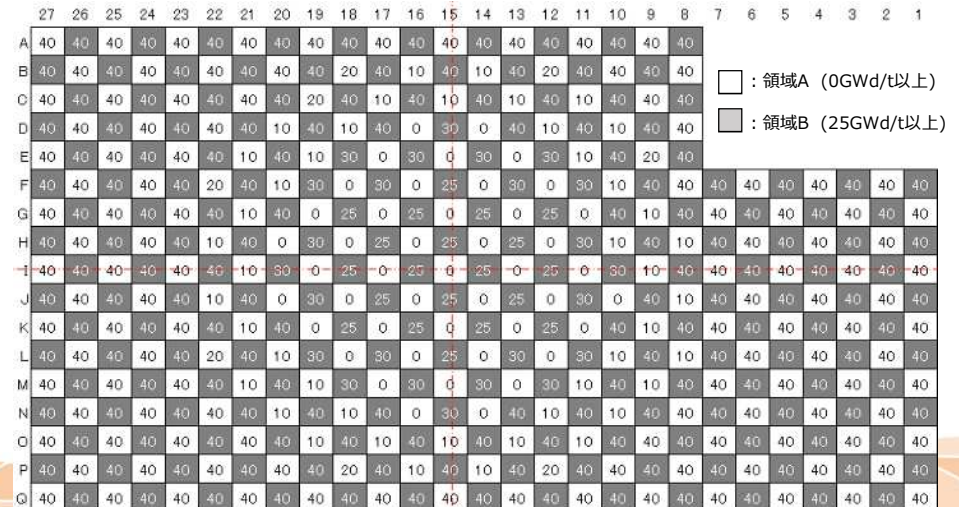 27 26 25 24 23 22 21 20 19 18 17 16 15 14 13 12 11 10 9 8 7 6 5 4 3 2 1
A 40 40 40 40 40 40 40 40 40 40 40 40 40 40 40 40 40 40 40 40
B 40 40 40 40 40 40 40 40 40 20 40 10 40 10 40 20 40 40 40 40
：領域A（0GWd/t以上）
C 40 40 40 40 40 40 40 40 20 40 10 40 10 40 10 40 10 40 40 40
：領域B（25GWd/t以上）
D 40 40 40 40 40 40 40 10 40 10 40 0 30 0 40 10 40 10 40 40
E 40 40 40 40 40 40 10 40 10 30 0 30 0 30 0 30 10 40 20 40
F 40 40 40 40 40 20 40 10 30 0 30 0 25 0 30 0 30 10 40 40 40 40 40 40 40 40 40
G 40 40 40 40 40 40 10 40 0 25 0 25 0 25 0 25 0 40 10 40 40 40 40 40 40 40 40
H 40 40 40 40 40 10 40 0 30 0 25 0 25 0 25 0 30 10 40 10 40 40 40 40 40 40 40
I 40 40 40 40 40 40 10 30 0 25 0 25 0 25 0 25 0 30 10 40 40 40 40 40 40 40 40
J 40 40 40 40 40 10 40 0 30 0 25 0 25 0 25 0 30 0 40 10 40 40 40 40 40 40 40
K 40 40 40 40 40 40 10 40 0 25 0 25 0 25 0 25 0 40 10 40 40 40 40 40 40 40 40
L 40 40 40 40 40 20 40 10 30 0 30 0 25 0 30 0 30 10 40 10 40 40 40 40 40 40 40
M 40 40 40 40 40 40 10 40 10 30 0 30 0 30 0 30 10 40 10 40 40 40 40 40 40 40 40
N 40 40 40 40 40 40 40 10 40 10 40 0 30 0 40 10 40 10 40 40 40 40 40 40 40 40 40
O 40 40 40 40 40 40 40 40 10 40 10 40 10 40 10 40 10 40 40 40 40 40 40 40 40 40 40
P 40 40 40 40 40 40 40 40 40 20 40 10 40 10 40 20 40 40 40 40 40 40 40 40 40 40 40
Q 40 40 40 40 40 40 40 40 40 40 40 40 40 40 40 40 40 40 40 40 40 40 40 40 40 40 40